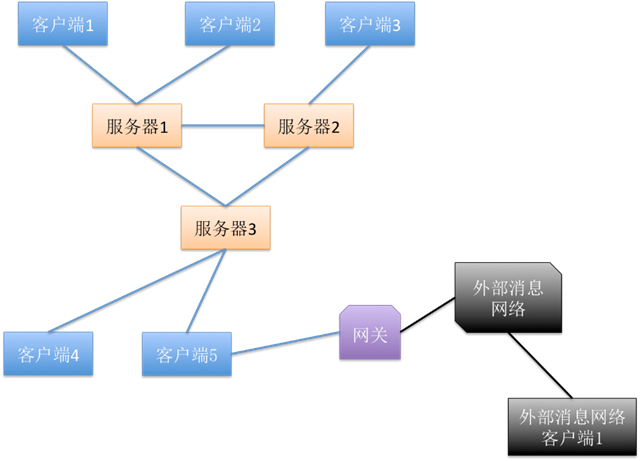 客户端1
客户端2
客户端3
服务器1
服务器2
服务器3
外部消息
网络
网关
客户端4
客户端5
外部消息网络
客户端1